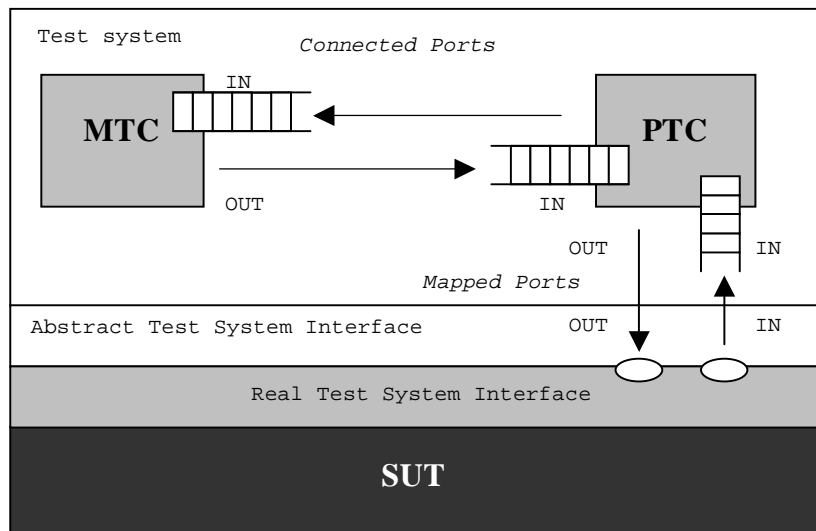 Test system
Connected Ports
IN
MTC
PTC
OUT
IN
OUT
IN
Mapped Ports
Abstract Test System Interface
OUT
IN
Real Test System Interface
SUT